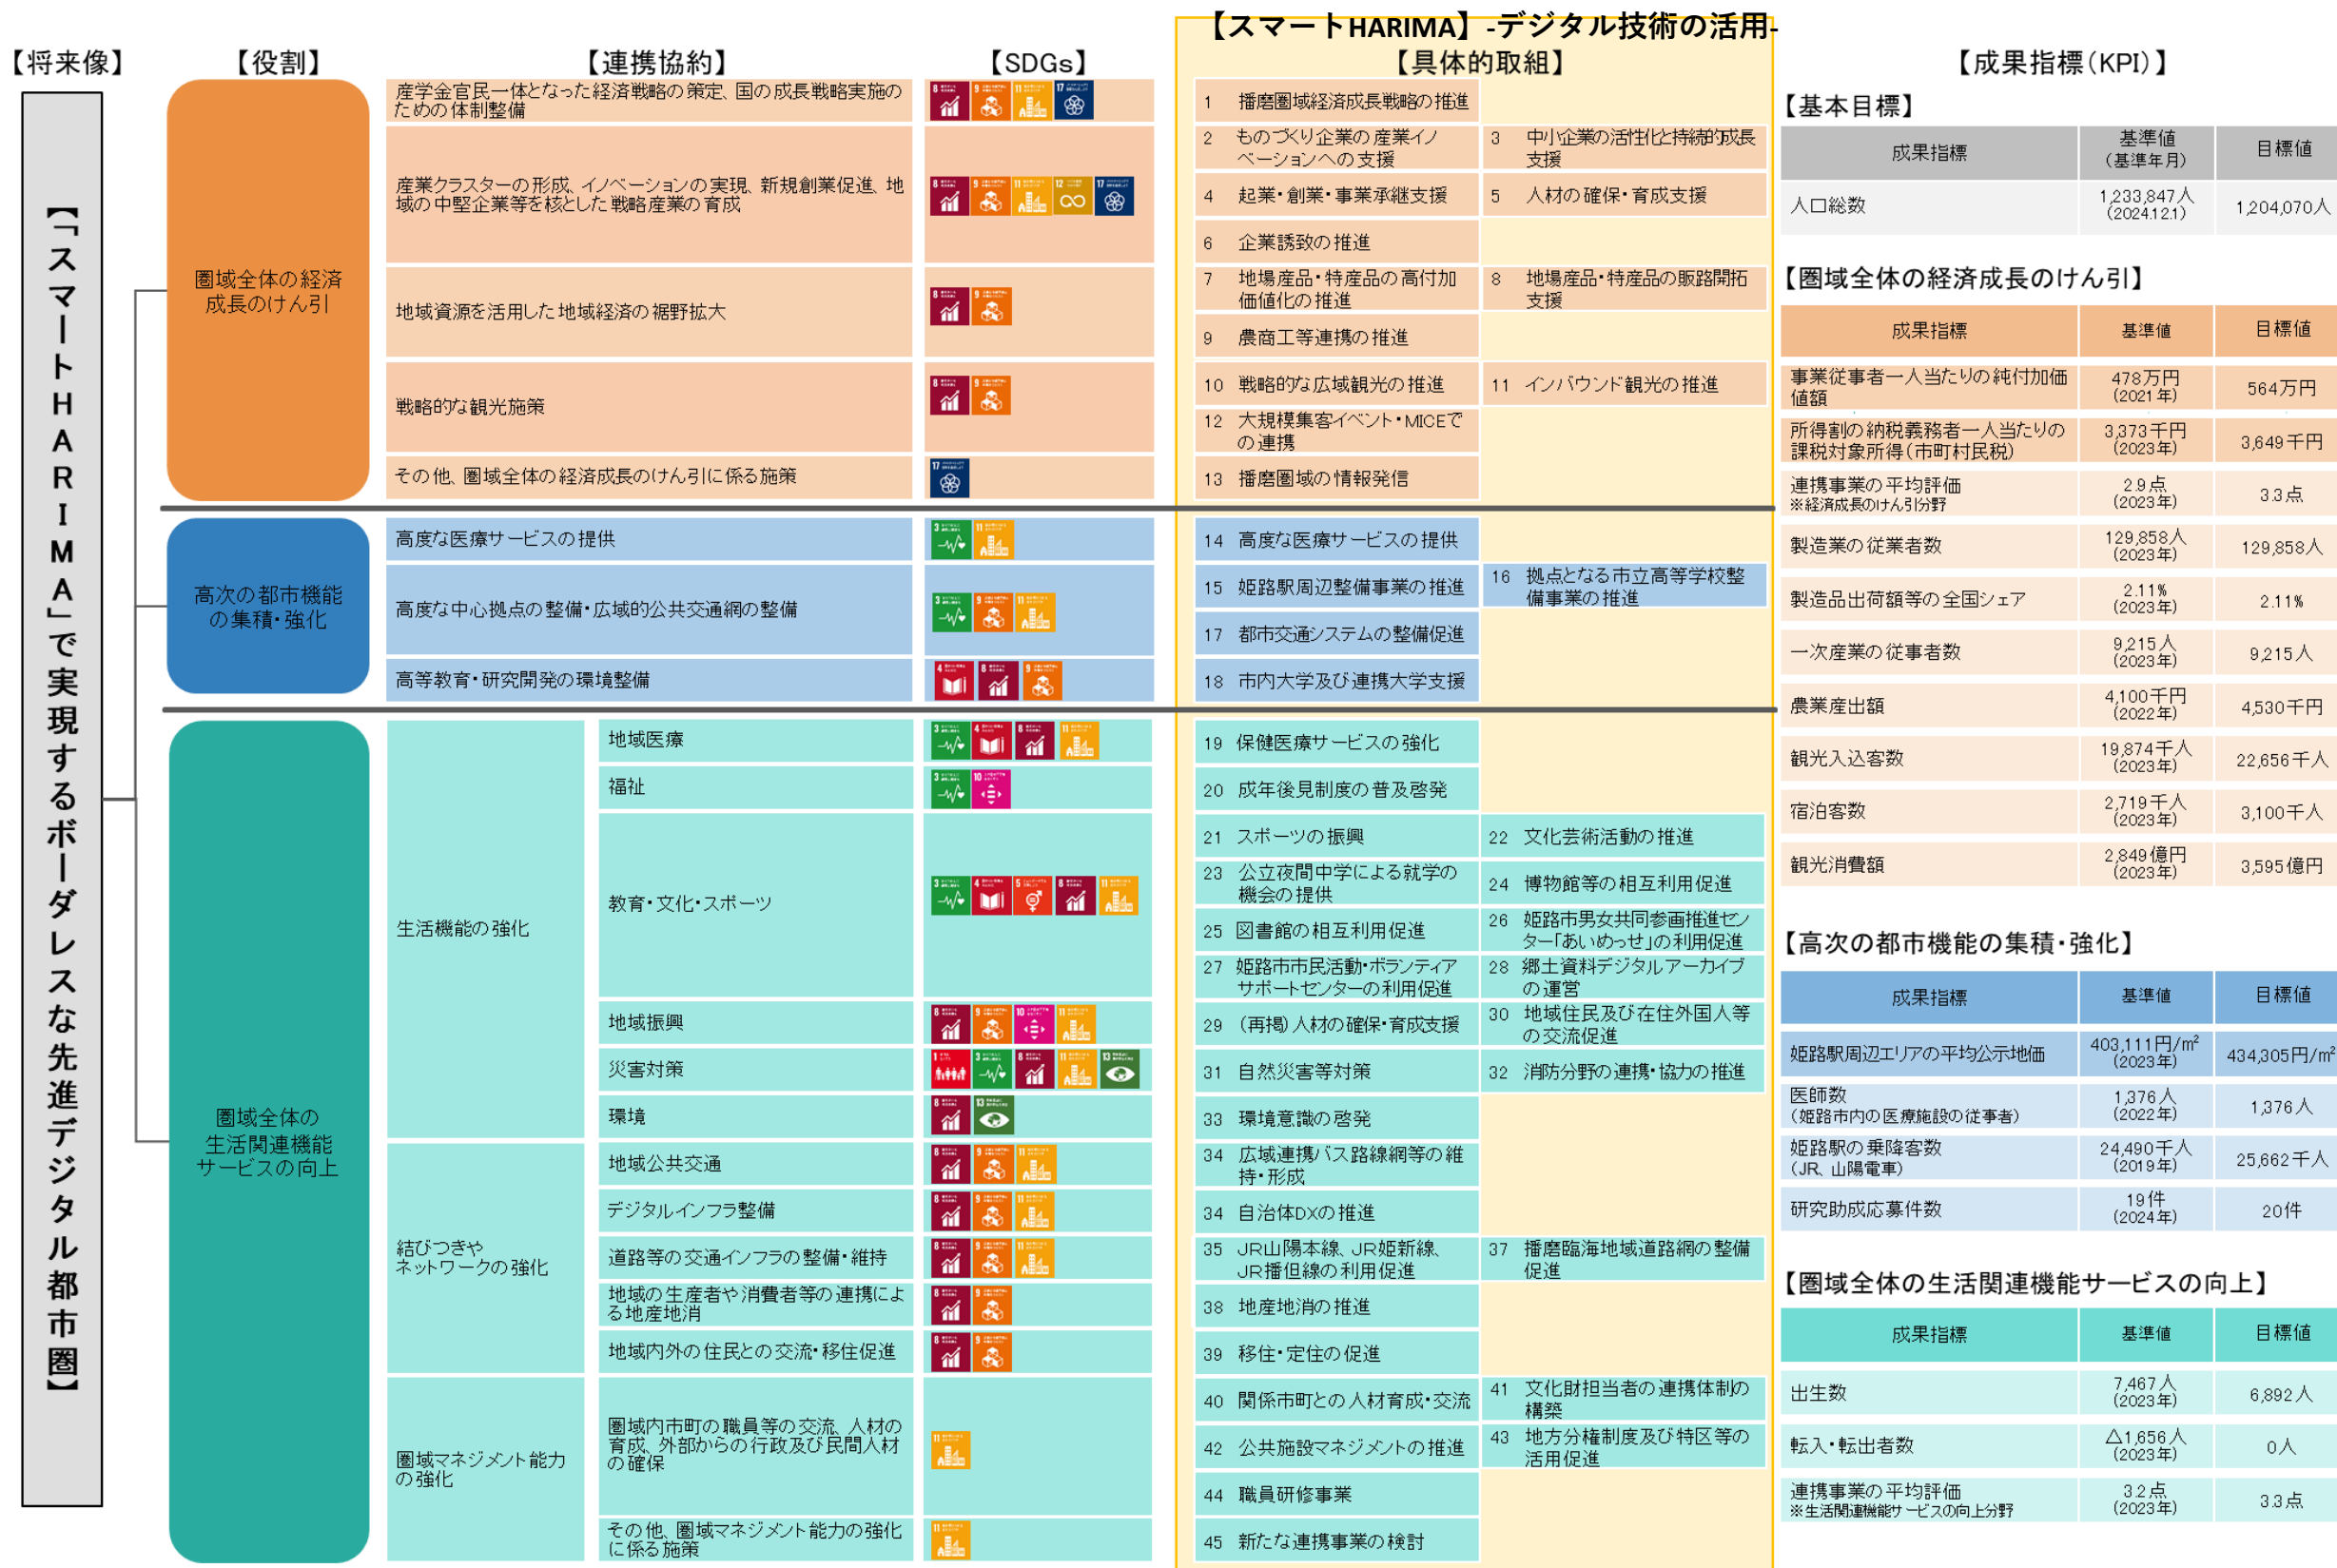 【スマートHARIMA】-デジタル技術の活用-
【将来像】
【役割】
【連携協約】
【SDGs】
【具体的取組】
【成果指標(KPI)】
【「スマートHARIMA」で実現するボーダレスな先進デジタル都市圏】
圏域全体の経済
成長のけん引
産学金官民一体となった経済戦略の策定、国の成長戦略実施の
ための体制整備
産業クラスターの形成、イノベーションの実現、新規創業促進、地
域の中堅企業等を核とした戦略産業の育成
地域資源を活用した地域経済の裾野拡大
戦略的な観光施策
その他、圏域全体の経済成長のけん引に係る施策
8 9 11 17
8 9 11 12 17
8 9
8 9
17
1 播磨圏域経済成長戦略の推進
2 ものづくり企業の産業イノ
ベーションへの支援
3 中小企業の活性化と持続的成長
支援
4 起業・創業・事業承継支援
5 人材の確保・育成支援
6 企業誘致の推進
7 地場産品・特産品の高付加
価値化の推進
8 地場産品・特産品の販路開拓
支援
9 農商工等連携の推進
10 戦略的な広域観光の推進
11 インバウンド観光の推進
12 大規模集客イベント・MICEで
の連携
13 播磨圏域の情報発信
高次の都市機能
の集積・強化
高度な医療サービスの提供
高度な中心拠点の整備・広域的公共交通網の整備
高等教育・研究開発の環境整備
3 11
3 9 11
4 8 9
14 高度な医療サービスの提供
15 姫路駅周辺整備事業の推進
16 拠点となる市立高等学校整
備事業の推進
17 都市交通システムの整備促進
18 市内大学及び連携大学支援
圏域全体の
生活関連機能
サービスの向上
生活機能の強化
地域医療
福祉
教育・文化・スポーツ
地域振興
災害対策
環境
3 4 8 11
3 10
3 4 5 8 11
8 9 10 11
1 3 8 11 13
8 13
19 保健医療サービスの強化
20 成年後見制度の普及啓発
21 スポーツの振興
22 文化芸術活動の推進
23 公立夜間中学による就学の
機会の提供
24 博物館等の相互利用促進
25 図書館の相互利用促進
26 姫路市男女共同参画推進セン
ター「あいめっせ」の利用促進
27 姫路市市民活動・ボランティア
サポートセンターの利用促進
28 郷土資料デジタルアーカイブ
の運営
29 (再掲)人材の確保・育成支援
30 地域住民及び在住外国人等
の交流促進
31 自然災害等対策
32 消防分野の連携・協力の推進
33 環境意識の啓発
結びつきや
ネットワークの強化
地域公共交通
デジタルインフラ整備
道路等の交通インフラの整備・維持
地域の生産者や消費者等の連携によ
る地産地消
地域内外の住民との交流・移住促進
8 9 11
8 9 11
8 9 11
8 9
8 9
34 広域連携バス路線網等の維
持・形成
34 自治体DXの推進
35 JR山陽本線、JR姫新線、
JR播但線の利用促進
37 播磨臨海地域道路網の整備
促進
38 地産地消の推進
39 移住・定住の促進
圏域マネジメント能力
の強化
圏域内市町の職員等の交流、人材の
育成、外部からの行政及び民間人材
の確保
その他、圏域マネジメント能力の強化
に係る施策
11
11
40 関係市町との人材育成・交流
41 文化財担当者の連携体制の
構築
42 公共施設マネジメントの推進
43 地方分権制度及び特区等の
活用促進
44 職員研修事業
45 新たな連携事業の検討
【基本目標】
成果指標 基準値 (基準年月) 目標値
人口総数 1,233,847人 (2024.12.1) 1,204,070人
【圏域全体の経済成長のけん引】
成果指標 基準値 目標値
事業従事者一人当たりの純付加価
値額 478万円 (2021年) 564万円
所得割の納税義務者一人当たりの
課税対象所得(市町村民税) 3,373千円 (2023年) 3,649千円
連携事業の平均評価
※経済成長のけん引分野 2.9点 (2023年) 3.3点
製造業の従業者数 129,858人 (2023年) 129,858人
製造品出荷額等の全国シェア 2.11% (2023年) 2.11%
一次産業の従事者数 9,215人 (2023年) 9,215人
農業産出額 4,100千円 (2022年) 4,530千円
観光入込客数 19,874千人 (2023年) 22,656千人
宿泊客数 2,719千人 (2023年) 3,100千人
観光消費額 2,849億円 (2023年) 3,595億円
【高次の都市機能の集積・強化】
成果指標 基準値 目標値
姫路駅周辺エリアの平均公示地価 403,111円/㎡ (2023年) 434,305円/㎡
医師数
(姫路市内の医療施設の従事者) 1,376人 (2022年) 1,376人
姫路駅の乗降客数
(JR、山陽電車) 24,490千人 (2019年) 25,662千人
研究助成応募件数 19件 (2024年) 20件
【圏域全体の生活関連機能サービスの向上】
成果指標 基準値 目標値
出生数 7,467人 (2023年) 6,892人
転入・転出者数 △1,656人 (2023年) 0人
連携事業の平均評価
※生活関連機能サービスの向上分野 3.2点 (2023年) 3.3点